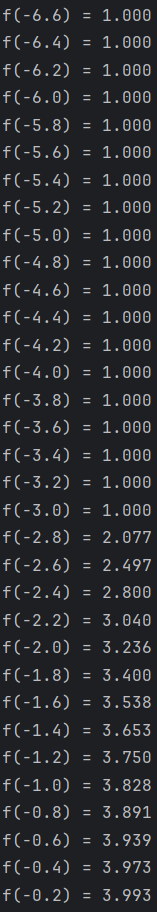 f(-6.6) = 1.000
f(-6.4) = 1.000
f(-6.2) = 1.000
f(-6.0) = 1.000
f(-5.8) = 1.000
f(-5.6) = 1.000
f(-5.4) = 1.000
f(-5.2) = 1.000
f(-5.0) = 1.000
f(-4.8) = 1.000
f(-4.6) = 1.000
f(-4.4) = 1.000
f(-4.2) = 1.000
f(-4.0) = 1.000
f(-3.8) = 1.000
f(-3.6) = 1.000
f(-3.4) = 1.000
f(-3.2) = 1.000
f(-3.0) = 1.000
f(-2.8) = 2.077
f(-2.6) = 2.497
f(-2.4) = 2.800
f(-2.2) = 3.040
f(-2.0) = 3.236
f(-1.8) = 3.400
f(-1.6) = 3.538
f(-1.4) = 3.653
f(-1.2) = 3.750
f(-1.0) = 3.828
f(-0.8) = 3.891
f(-0.6) = 3.939
f(-0.4) = 3.973
f(-0.2) = 3.993